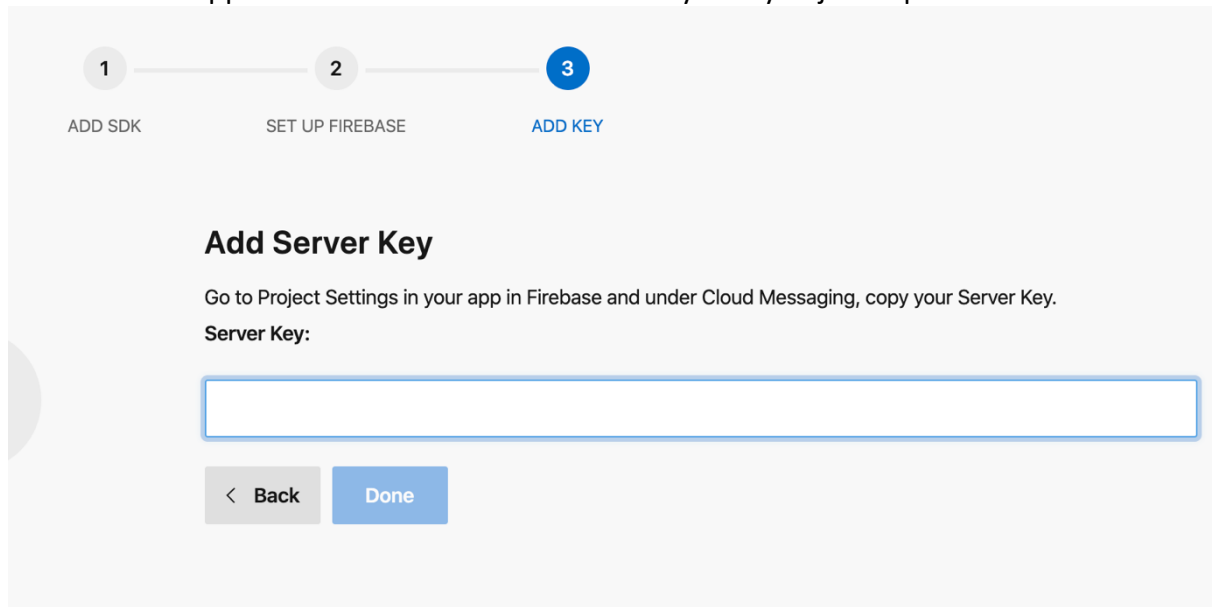 1
2
3
ADD SDK
SET UP FIREBASE
ADD KEY
Add Server Key
Go to Project Settings in your app in Firebase and under Cloud Messaging, copy your Server Key.
Server Key:
< Back
Done